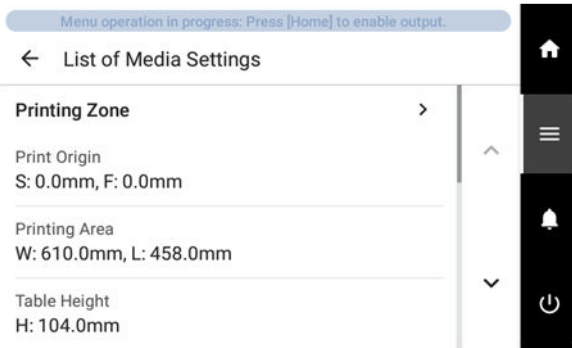 Menu operation in progress: Press [Home] to enable output.
List of Media Settings
Printing Zone
Print Origin
S: 0.0mm, F: 0.0mm
Printing Area
W: 610.0mm, L: 458.0mm
Table Height
H: 104.0mm